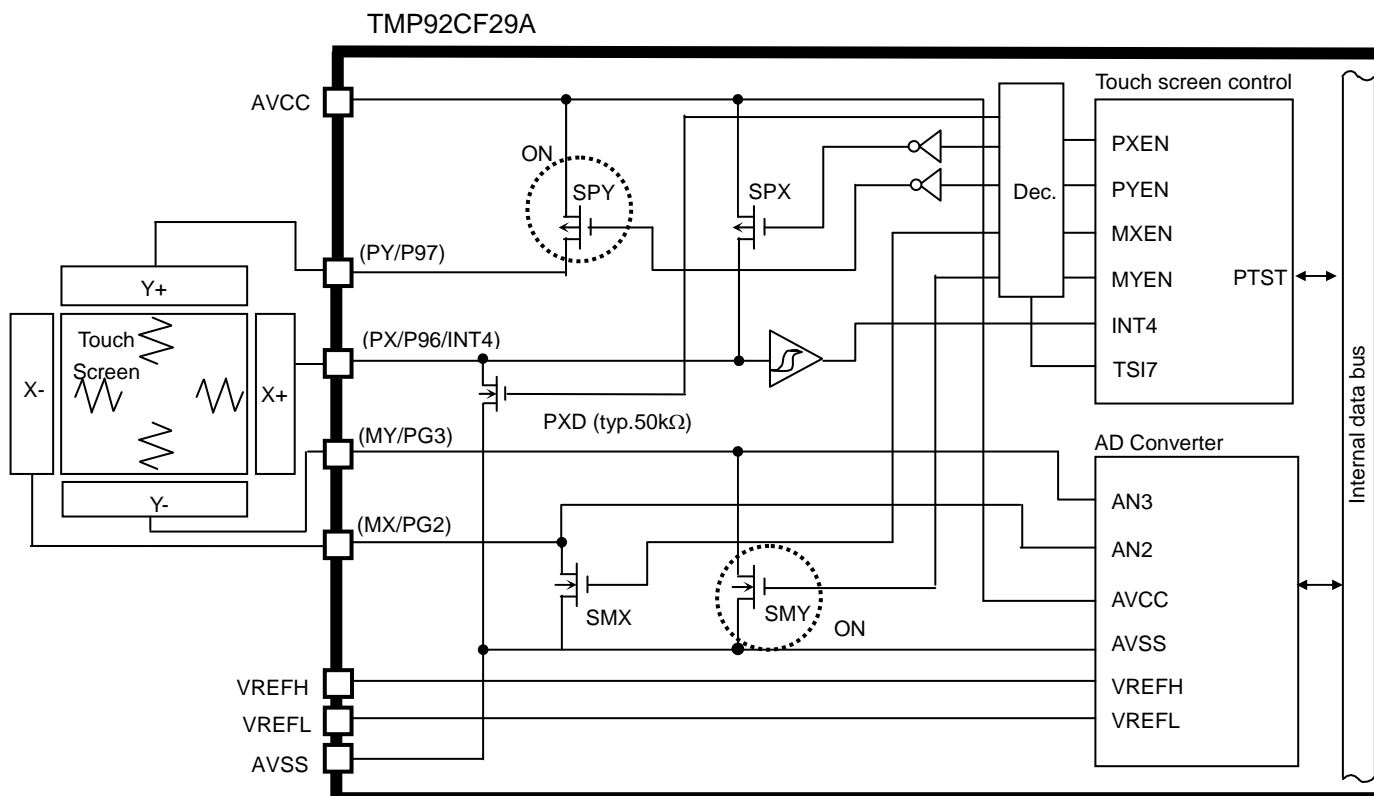 TMP92CF29A
AVCC
ON
SPY
SPX
Dec.
Touch screen control
PXEN
PYEN
MXEN
MYEN
PTST
INT4
TSI7
Internal data bus
(PY/P97)
Y+
Touch
Screen
X-
X+
Y-
(PX/P96/INT4)
PXD (typ.50kΩ)
(MY/PG3)
(MX/PG2)
SMX
SMY
ON
AD Converter
AN3
AN2
AVCC
AVSS
VREFH
VREFL
VREFH
VREFL
AVSS